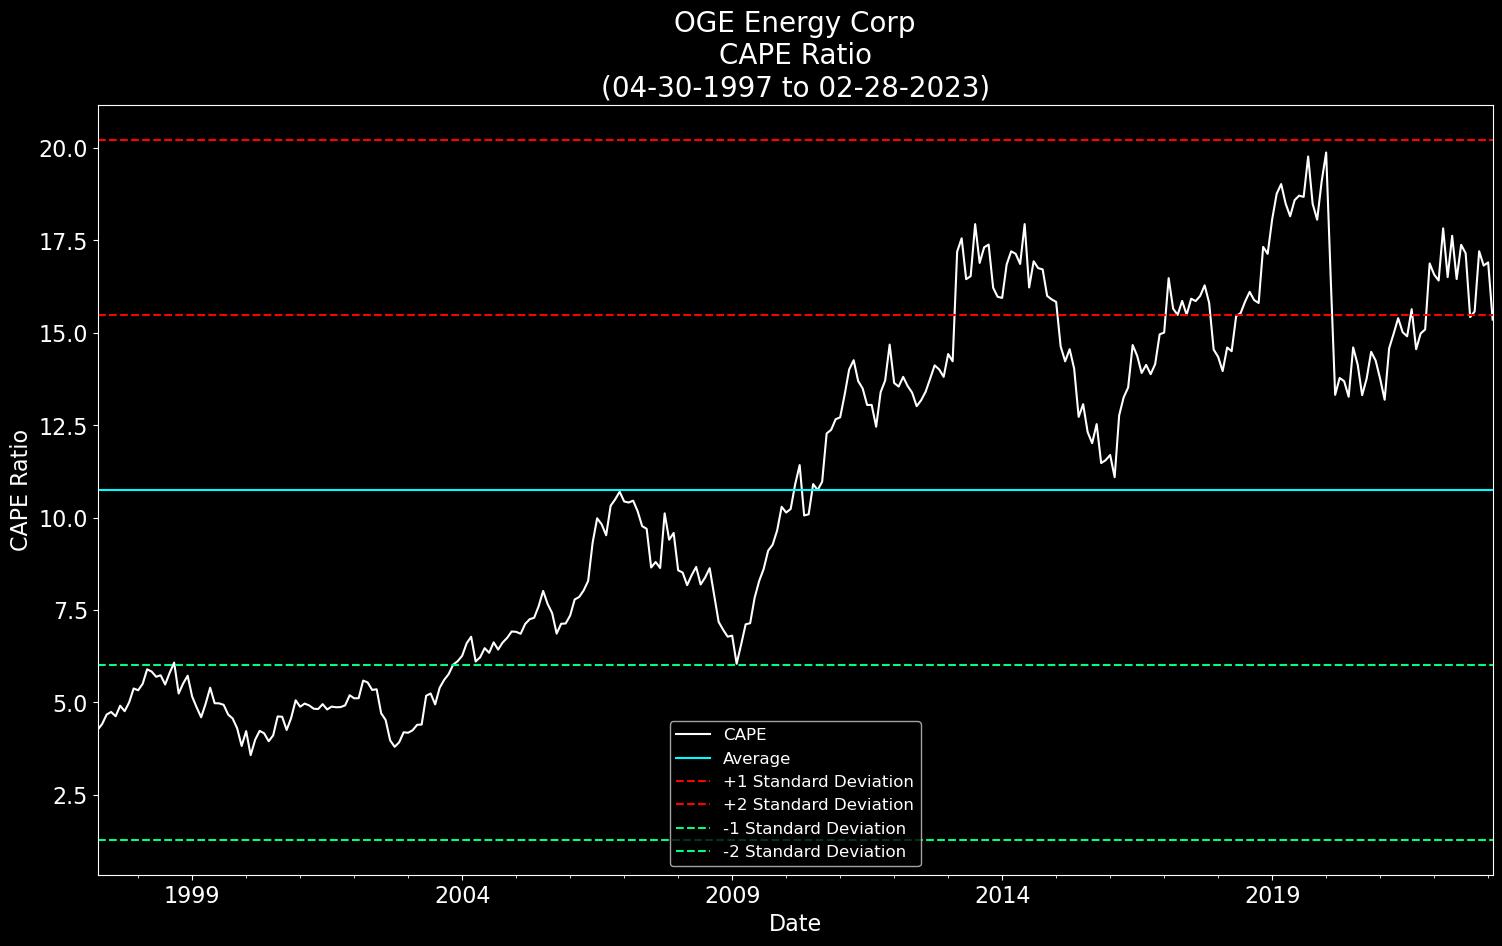 OGE Energy Corp
CAPE Ratio
(04-30-1997 to 02-28-2023)
20.0
17.5
15.0
12.5
10.0
7.5
5.0
2.5
CAPE Ratio
CAPE
Average
+1 Standard Deviation
+2 Standard Deviation
-1 Standard Deviation
-2 Standard Deviation
1999
2004
2009
2014
2019
Date